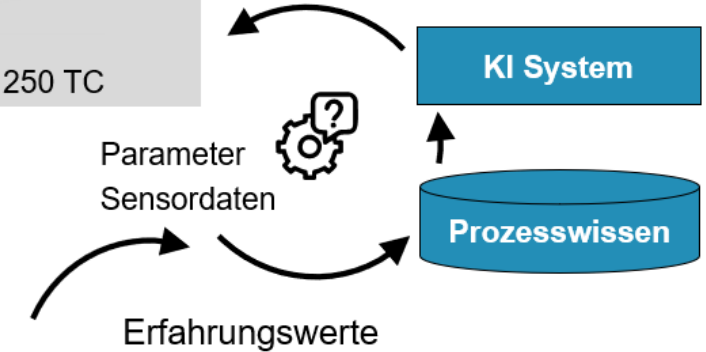 KI System
250 TC
?
Parameter
Sensordaten
Prozesswissen
Erfahrungswerte